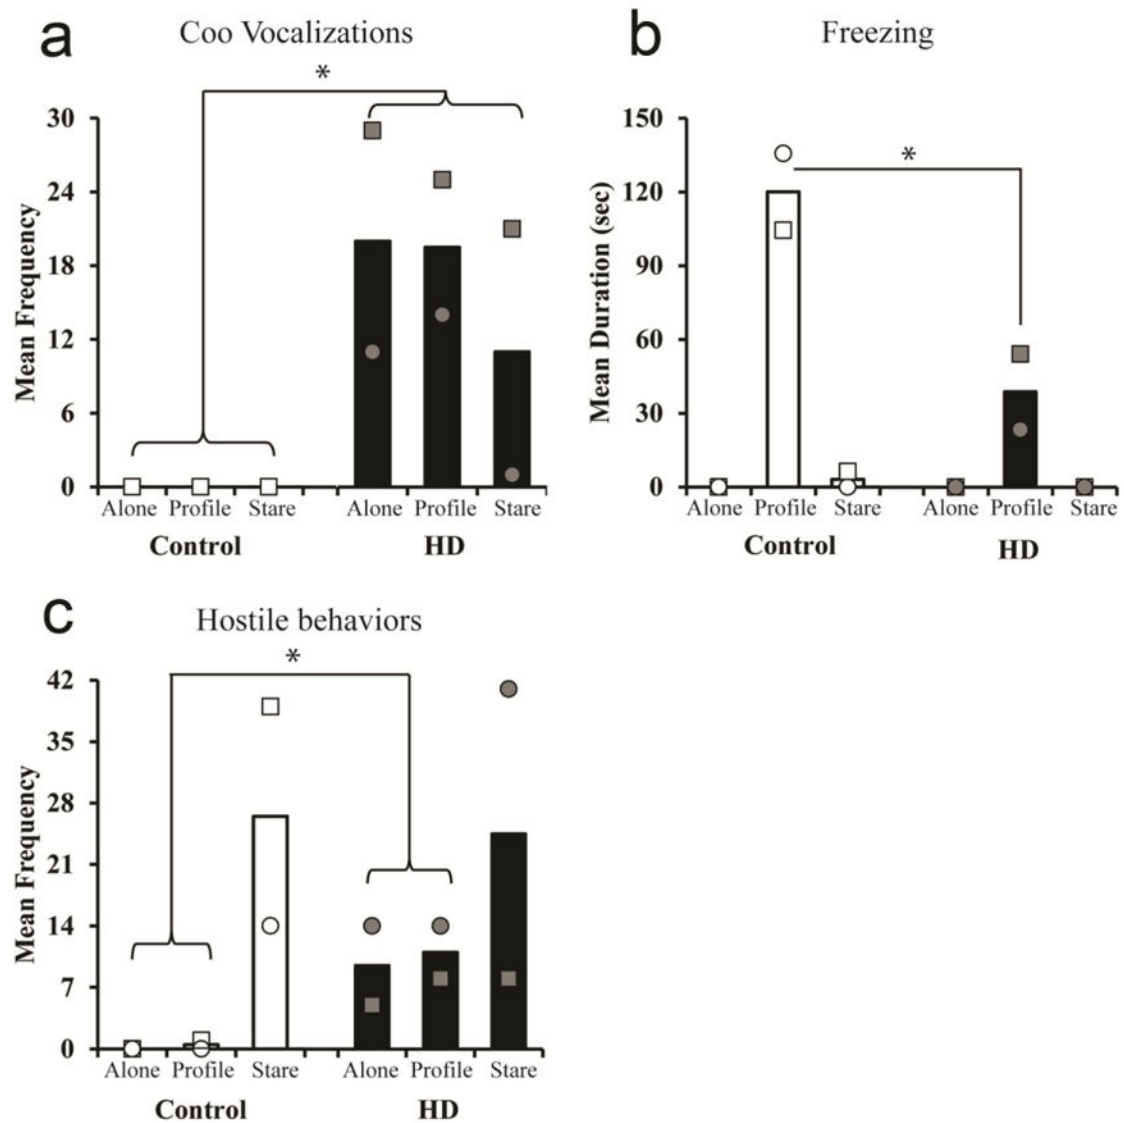 a Coo Vocalizations
*
30
24
18
12
6
0
Mean Frequency
Alone Profile Stare Alone Profile Stare
Control HD
b Freezing
*
150
120
90
60
30
0
Mean Duration (sec)
Alone Profile Stare Alone Profile Stare
Control HD
c Hostile behaviors
*
42
35
28
21
14
7
0
Mean Frequency
Alone Profile Stare Alone Profile Stare
Control HD